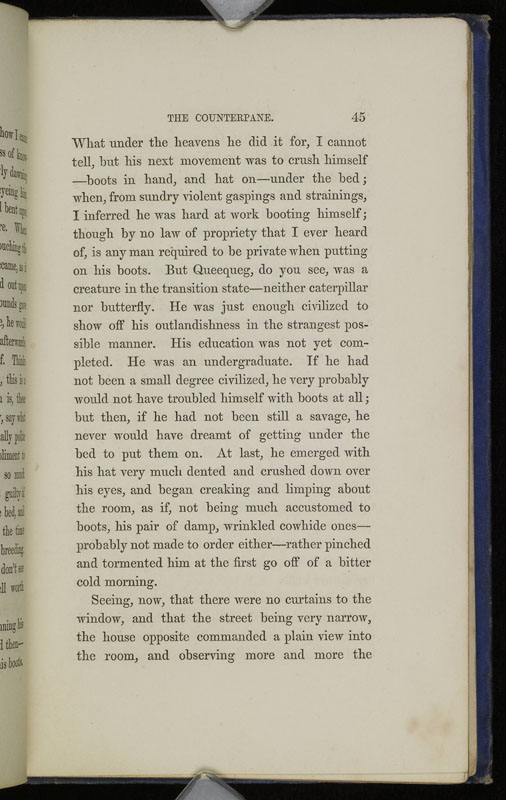 THE COUNTERPANE. 45
What under the heavens he did it for, I cannot
tell, but his next movement was to crush himself
—boots in hand, and hat on—under the bed;
when, from sundry violent gaspings and strainings,
I inferred he was hard at work booting himself;
though by no law of propriety that I ever heard
of, is any man required to be private when putting
on his boots. But Queequeg, do you see, was a
creature in the transition state—neither caterpillar
nor butterfly. He was just enough civilized to
show off his outlandishness in the strangest pos-
sible manner. His education was not yet com-
pleted. He was an undergraduate. If he had
not been a small degree civilized, he very probably
would not have troubled himself with boots at all;
but then, if he had not been still a savage, he
never would have dreamt of getting under the
bed to put them on. At last, he emerged with
his hat very much dented and crushed down over
his eyes, and began creaking and limping about
the room, as if, not being much accustomed to
boots, his pair of damp, wrinkled cowhide ones—
probably not made to order either—rather pinched
and tormented him at the first go off of a bitter
cold morning.
Seeing, now, that there were no curtains to the
window, and that the street being very narrow,
the house opposite commanded a plain view into
the room, and observing more and more the